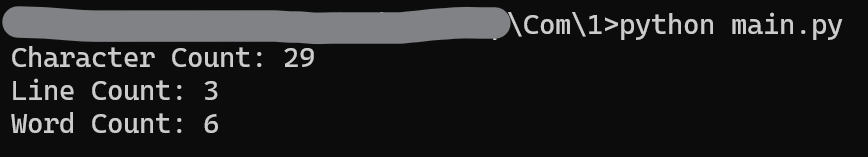 \Com\1>python main.py
Character Count: 29
Line Count: 3
Word Count: 6